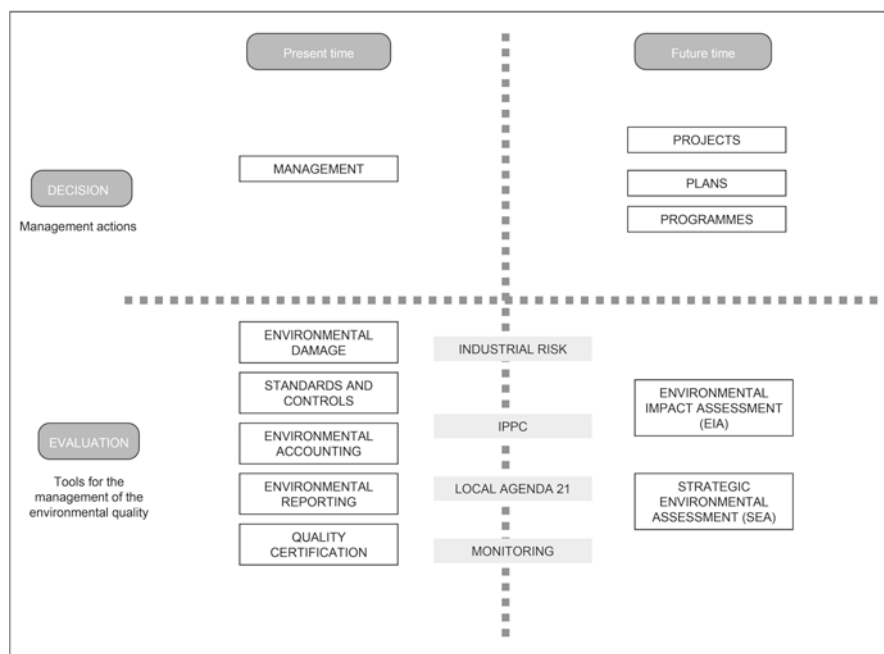 Present time
Future time
DECISION
Management actions
MANAGEMENT
PROJECTS
PLANS
PROGRAMMES
EVALUATION
Tools for the
management of the
environmental quality
ENVIRONMENTAL
DAMAGE
STANDARDS AND
CONTROLS
ENVIRONMENTAL
ACCOUNTING
ENVIRONMENTAL
REPORTING
QUALITY
CERTIFICATION
INDUSTRIAL RISK
IPPC
LOCAL AGENDA 21
MONITORING
ENVIRONMENTAL
IMPACT ASSESSMENT
(EIA)
STRATEGIC
ENVIRONMENTAL
ASSESSMENT (SEA)